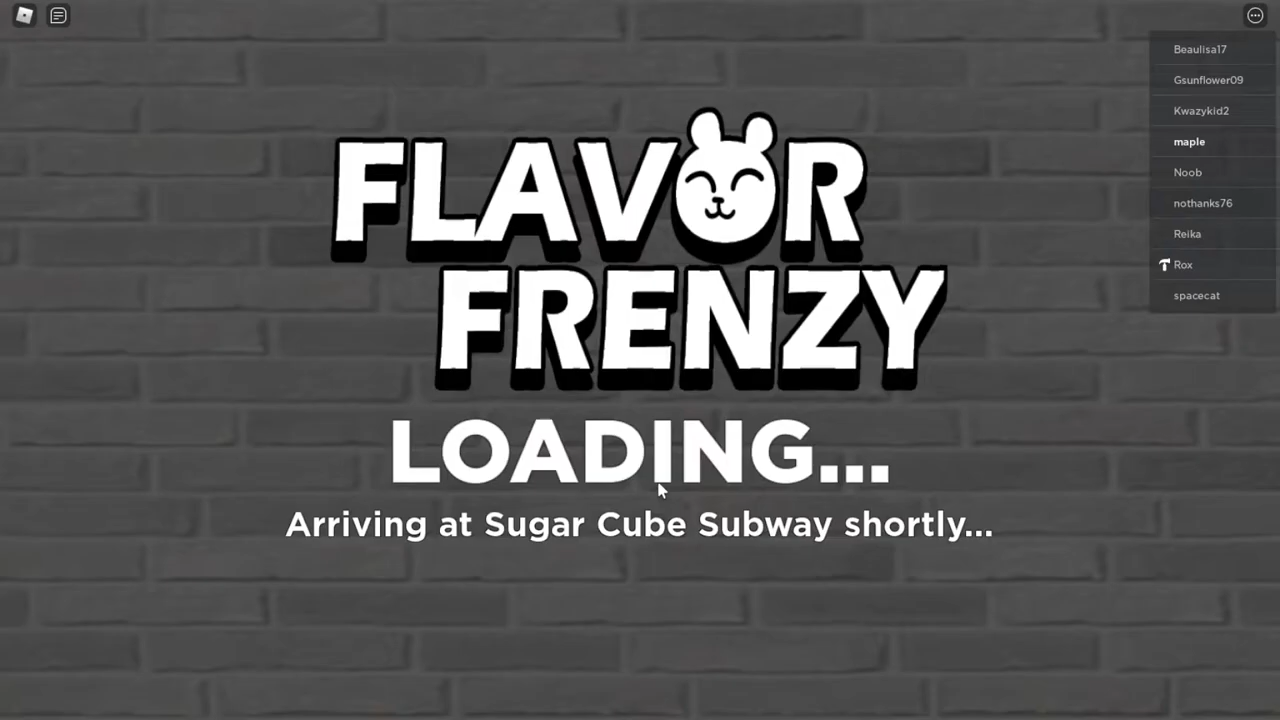 FLAVOR
FRENZY
LOADING...
Arriving at Sugar Cube Subway shortly...
Beaulisa17
Gsunflower09
Kwazykid2
maple
Noob
nothanks76
Reika
Rox
spacecat